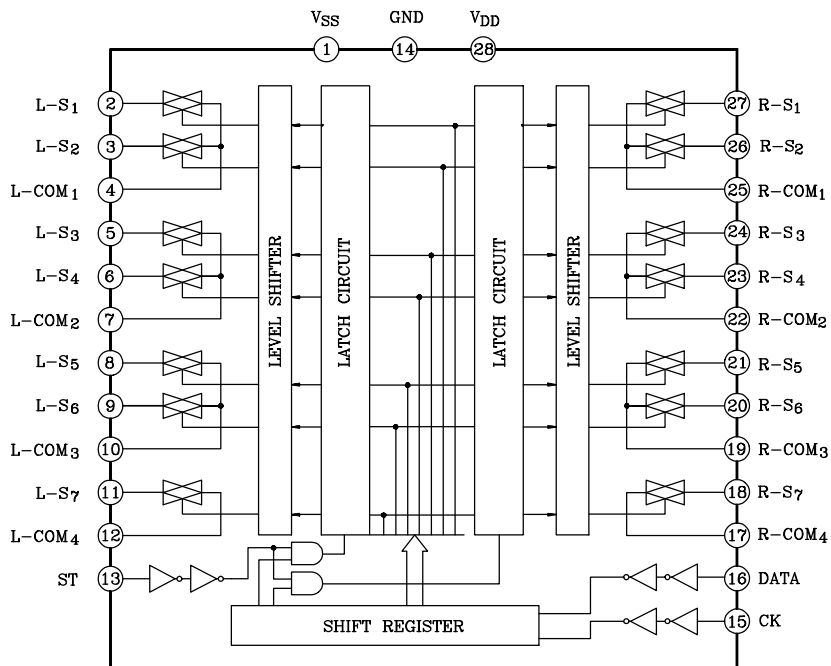 VSS GND VDD
1 14 28
L-S1 2 27 R-S1
L-S2 3 26 R-S2
L-COM1 4 25 R-COM1
L-S3 5 24 R-S3
L-S4 6 23 R-S4
L-COM2 7 22 R-COM2
L-S5 8 21 R-S5
L-S6 9 20 R-S6
L-COM3 10 19 R-COM3
L-S7 11 18 R-S7
L-COM4 12 17 R-COM4
LEVEL SHIFTER
LATCH CIRCUIT
LATCH CIRCUIT
LEVEL SHIFTER
ST 13 16 DATA
15 CK
SHIFT REGISTER